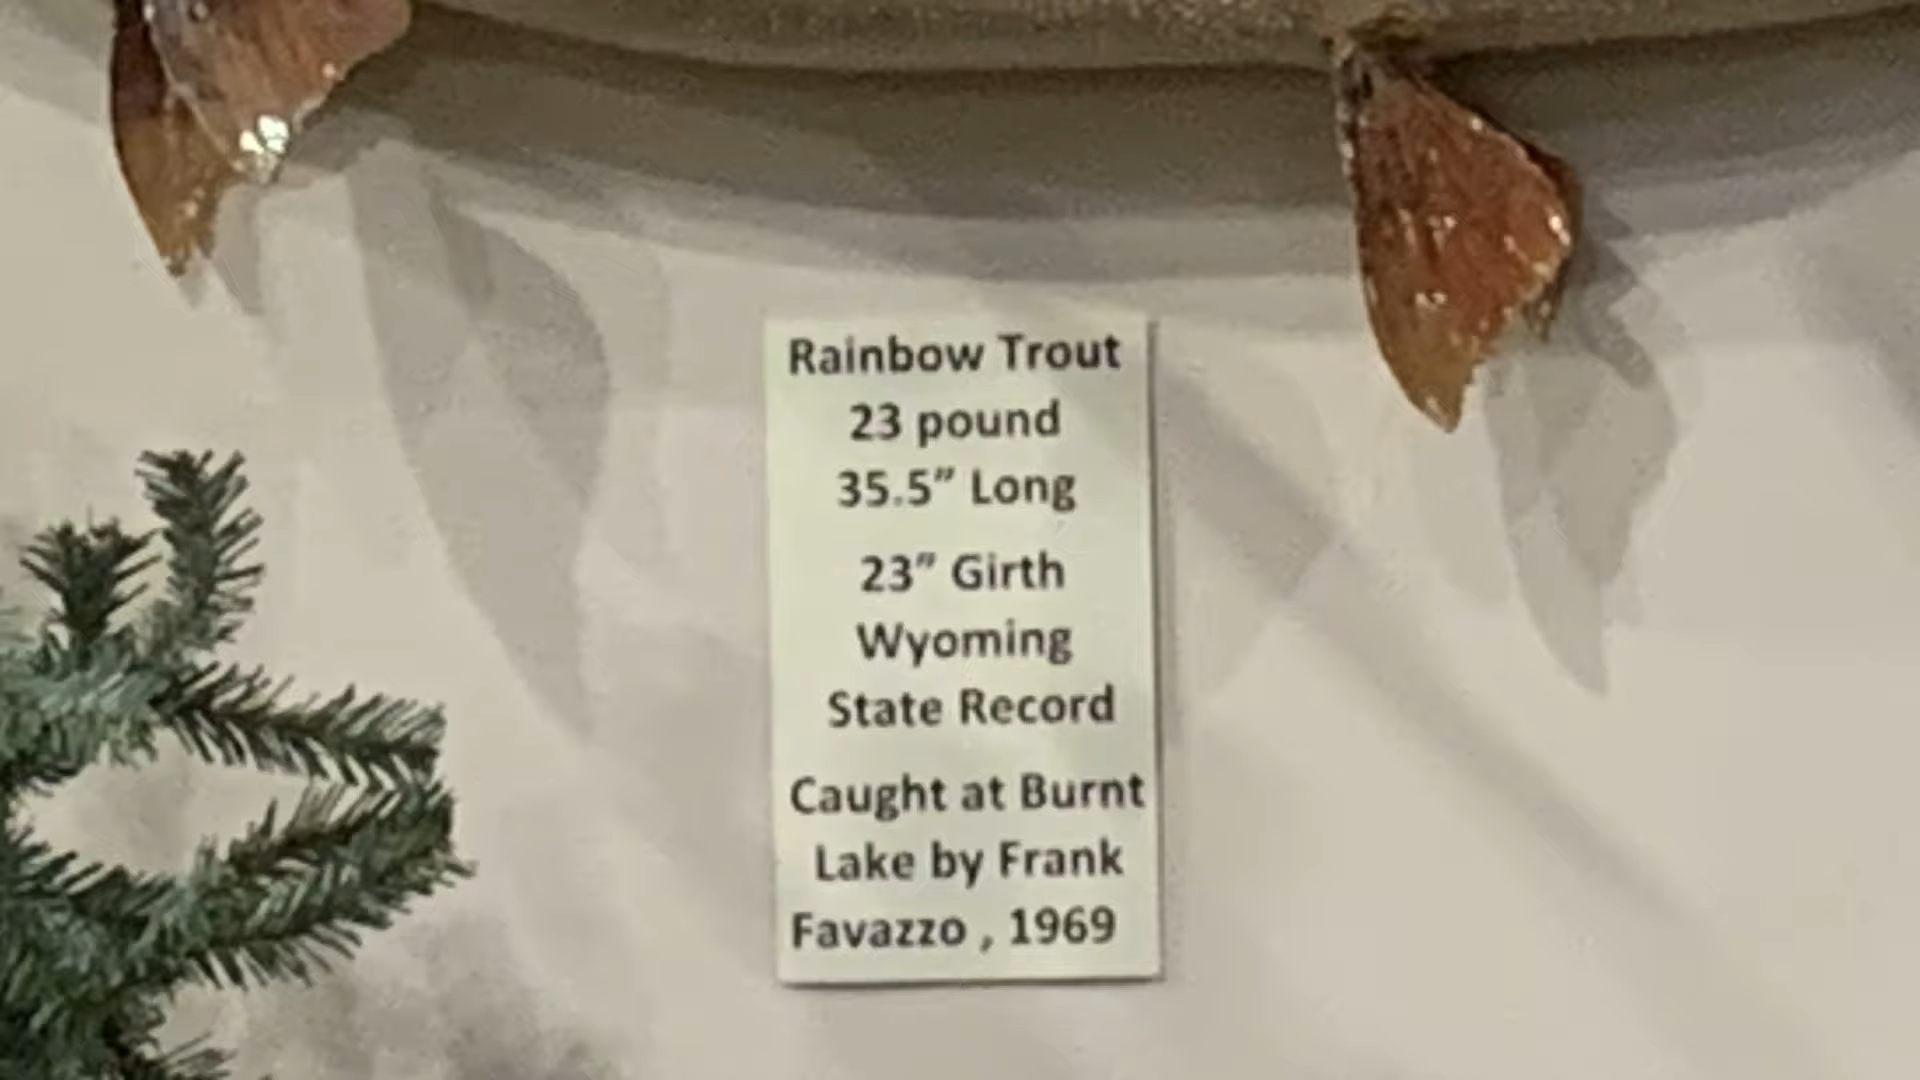 Rainbow Trout
23 pound
35.5” Long
23” Girth
Wyoming
State Record
Caught at Burnt
Lake by Frank
Favazzo , 1969